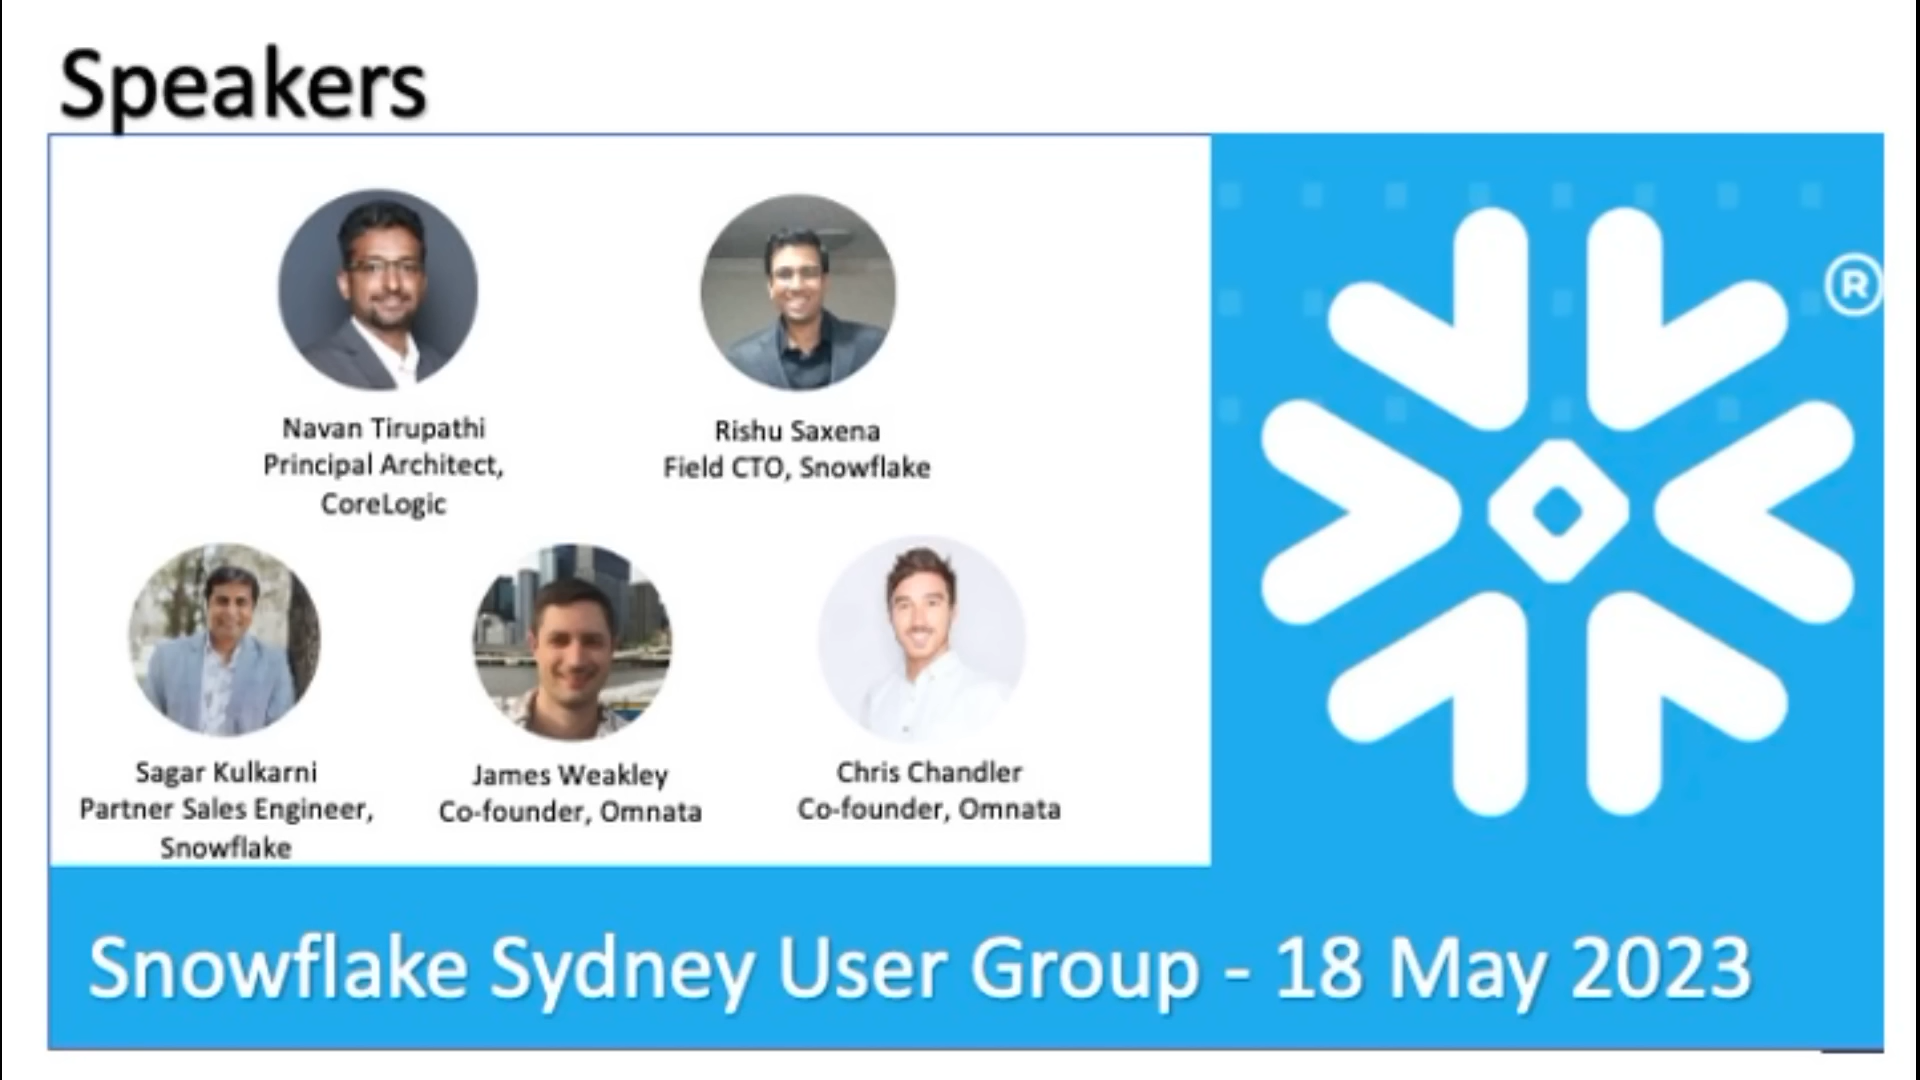 Speakers
Navan Tirupathi
Principal Architect,
CoreLogic
Rishu Saxena
Field CTO, Snowflake
Sagar Kulkarni
Partner Sales Engineer,
Snowflake
James Weakley
Co-founder, Omnata
Chris Chandler
Co-founder, Omnata
®
Snowflake Sydney User Group - 18 May 2023